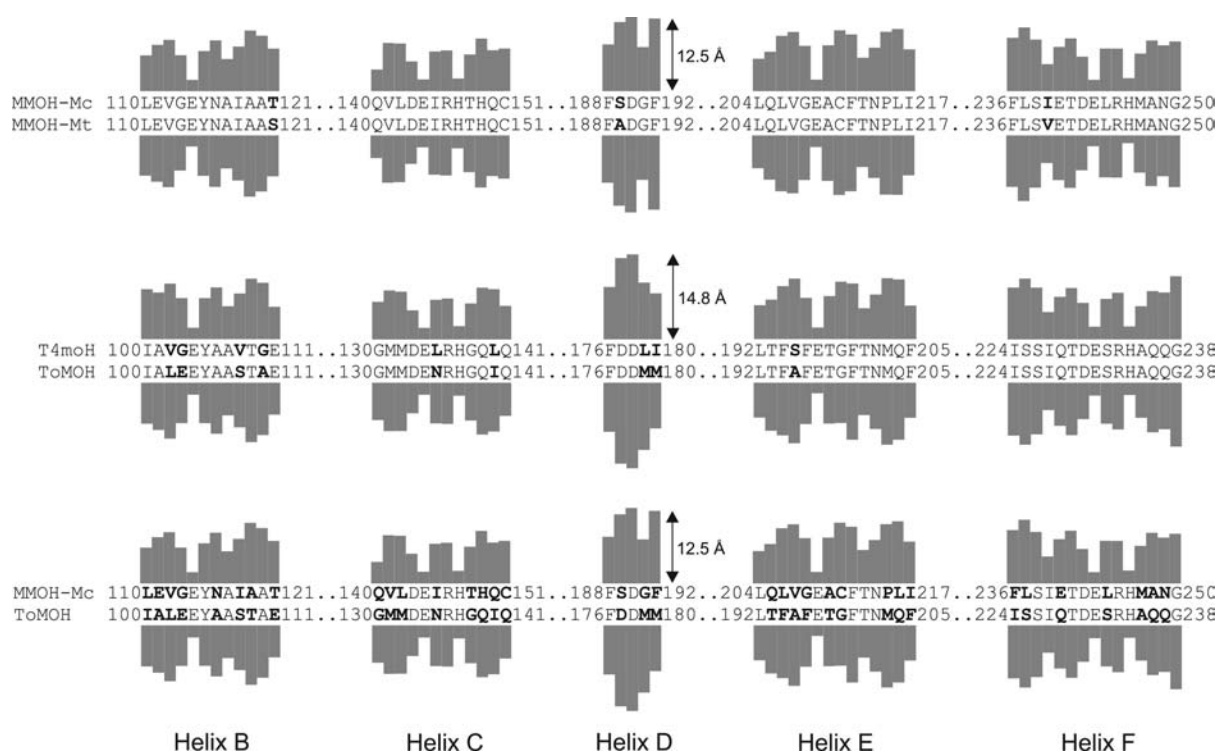 12.5 Å
MMOH-Mc 110LEVGEYNAIAAT121..140QVLDEIRHTHQC151..188FSDGF192..204LQLVGEACFTNPLI217..236FLSIETDELRHMANG250
MMOH-Mt 110LEVGEYNAIAAS121..140QVLDEIRHTHQC151..188FADGF192..204LQLVGEACFTNPLI217..236FLSVETDELRHMANG250
14.8 Å
T4moH 100IAVGEYAAVTGE111..130GMMDELRHGQLQ141..176FDDLI180..192LTFSFETGFTNMQF205..224ISSIQTDESRHAQQG238
ToMOH 100IALEEYAASTAE111..130GMMDENRHGQIQ141..176FDDMM180..192LTFAFETGFTNMQF205..224ISSIQTDESRHAQQG238
12.5 Å
MMOH-Mc 110LEVGEYNAIAAT121..140QVLDEIRHTHQC151..188FSDGF192..204LQLVGEACFTNPLI217..236FLSIETDELRHMANG250
ToMOH 100IALEEYAASTAE111..130GMMDENRHGQIQ141..176FDDMM180..192LTFAFETGFTNMQF205..224ISSIQTDESRHAQQG238
Helix B Helix C Helix D Helix E Helix F